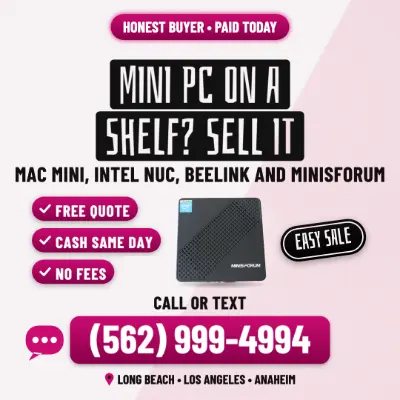 HONEST BUYER • PAID TODAY
MINI PC ON A
SHELF? SELL IT
MAC MINI, INTEL NUC, BEELINK AND MINISFORUM
FREE QUOTE
CASH SAME DAY
NO FEES
MINISFORUM
EASY SALE
CALL OR TEXT
(562) 999-4994
LONG BEACH • LOS ANGELES • ANAHEIM